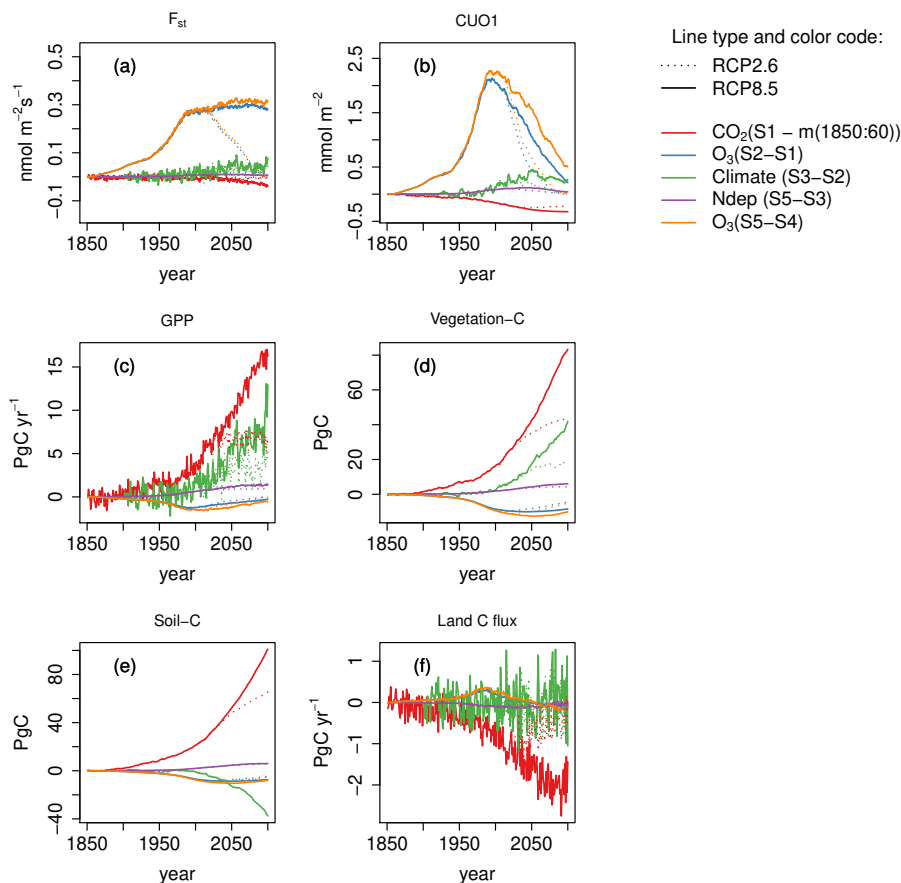 F_st
CUO1
Line type and color code:
RCP2.6
RCP8.5
CO₂(S1 − m(1850:60))
O₃(S2−S1)
Climate (S3−S2)
Ndep (S5−S3)
O₃(S5−S4)
(a)
nmol m⁻²s⁻¹
−0.1 0.1 0.3 0.5
1850 1950 2050
year
(b)
mmol m⁻²
−0.5 0.5 1.5 2.5
1850 1950 2050
year
GPP
Vegetation−C
(c)
PgC yr⁻¹
0 5 10 15
1850 1950 2050
year
(d)
PgC
0 20 60
1850 1950 2050
year
Soil−C
Land C flux
(e)
PgC
−40 0 40 80
1850 1950 2050
year
(f)
PgC yr⁻¹
−2 −1 0 1
1850 1950 2050
year